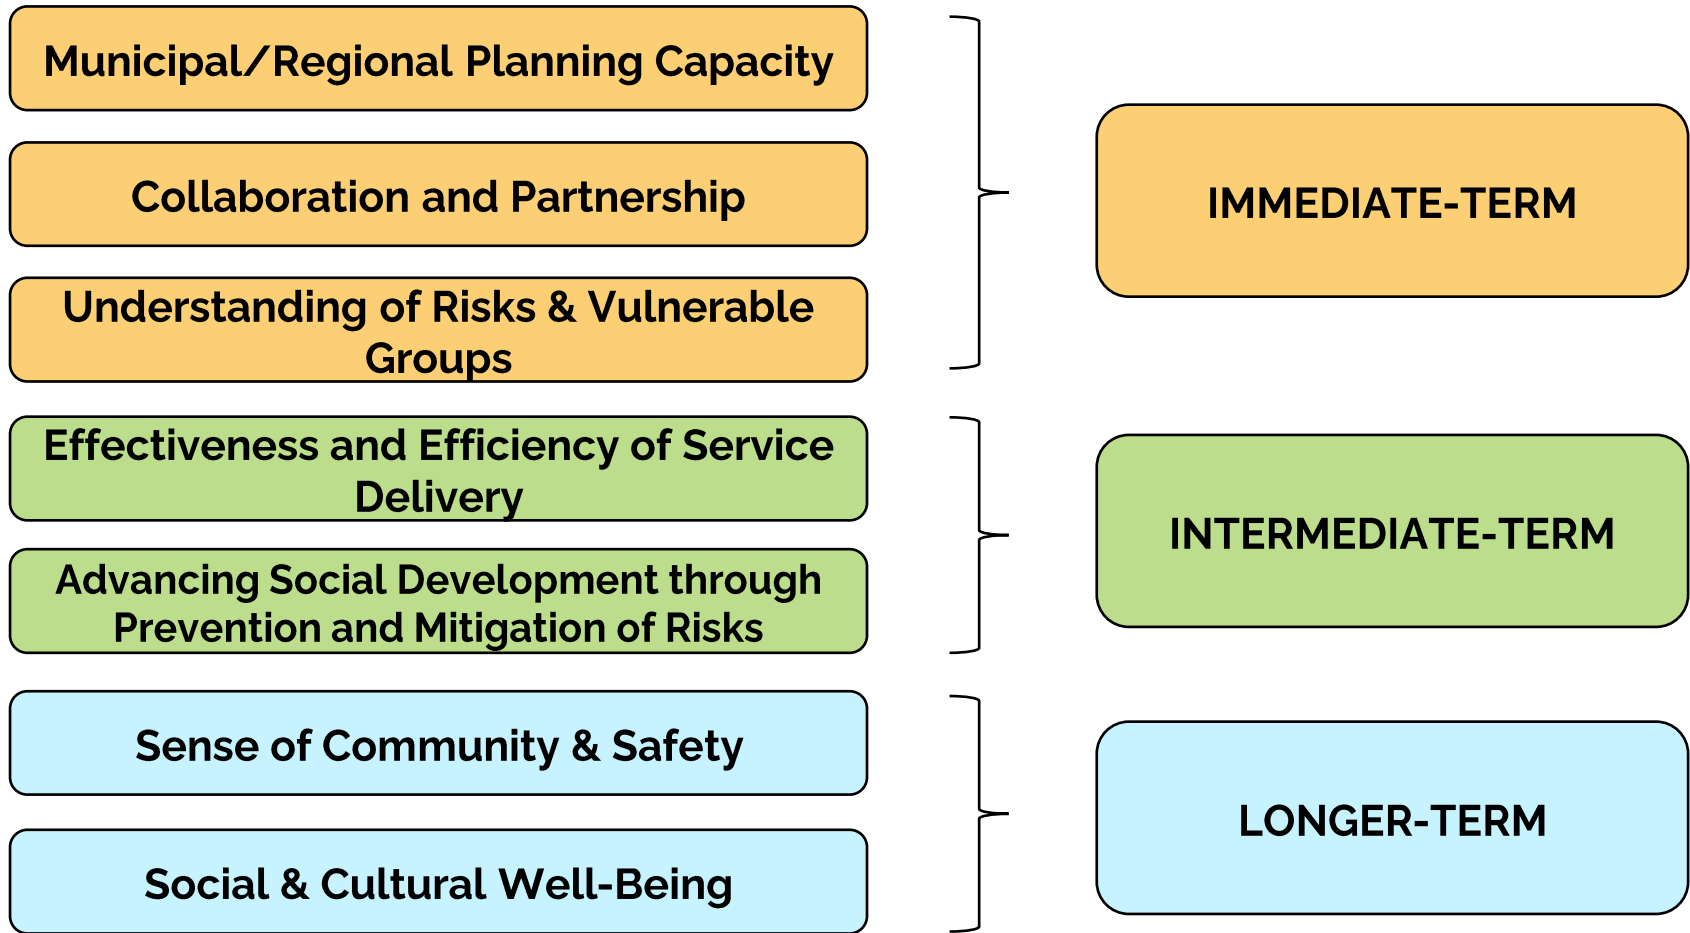 Municipal/Regional Planning Capacity
Collaboration and Partnership
Understanding of Risks & Vulnerable
Groups
IMMEDIATE-TERM
Effectiveness and Efficiency of Service
Delivery
Advancing Social Development through
Prevention and Mitigation of Risks
INTERMEDIATE-TERM
Sense of Community & Safety
Social & Cultural Well-Being
LONGER-TERM